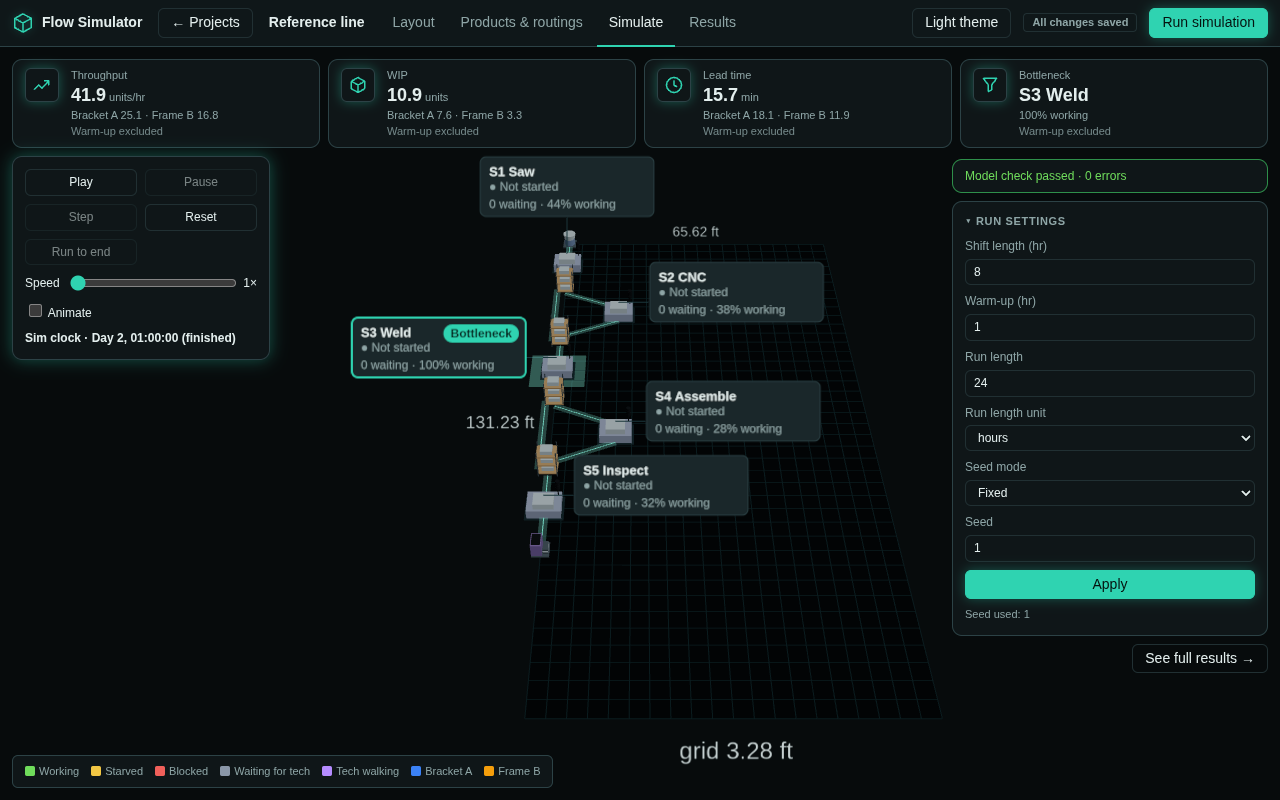 Flow Simulator
← Projects
Reference line
Layout
Products & routings
Simulate
Results
Light theme
All changes saved
Run simulation
Throughput
41.9 units/hr
Bracket A 25.1 · Frame B 16.8
Warm-up excluded
WIP
10.9 units
Bracket A 7.6 · Frame B 3.3
Warm-up excluded
Lead time
15.7 min
Bracket A 18.1 · Frame B 11.9
Warm-up excluded
Bottleneck
S3 Weld
100% working
Warm-up excluded
Play
Pause
Step
Reset
Run to end
Speed
1×
Animate
Sim clock · Day 2, 01:00:00 (finished)
S1 Saw
● Not started
0 waiting · 44% working
65.62 ft
S2 CNC
● Not started
0 waiting · 38% working
S3 Weld
Bottleneck
● Not started
0 waiting · 100% working
S4 Assemble
● Not started
0 waiting · 28% working
131.23 ft
S5 Inspect
● Not started
0 waiting · 32% working
grid 3.28 ft
Model check passed · 0 errors
▾ RUN SETTINGS
Shift length (hr)
8
Warm-up (hr)
1
Run length
24
Run length unit
hours
Seed mode
Fixed
Seed
1
Apply
Seed used: 1
See full results →
Working
Starved
Blocked
Waiting for tech
Tech walking
Bracket A
Frame B